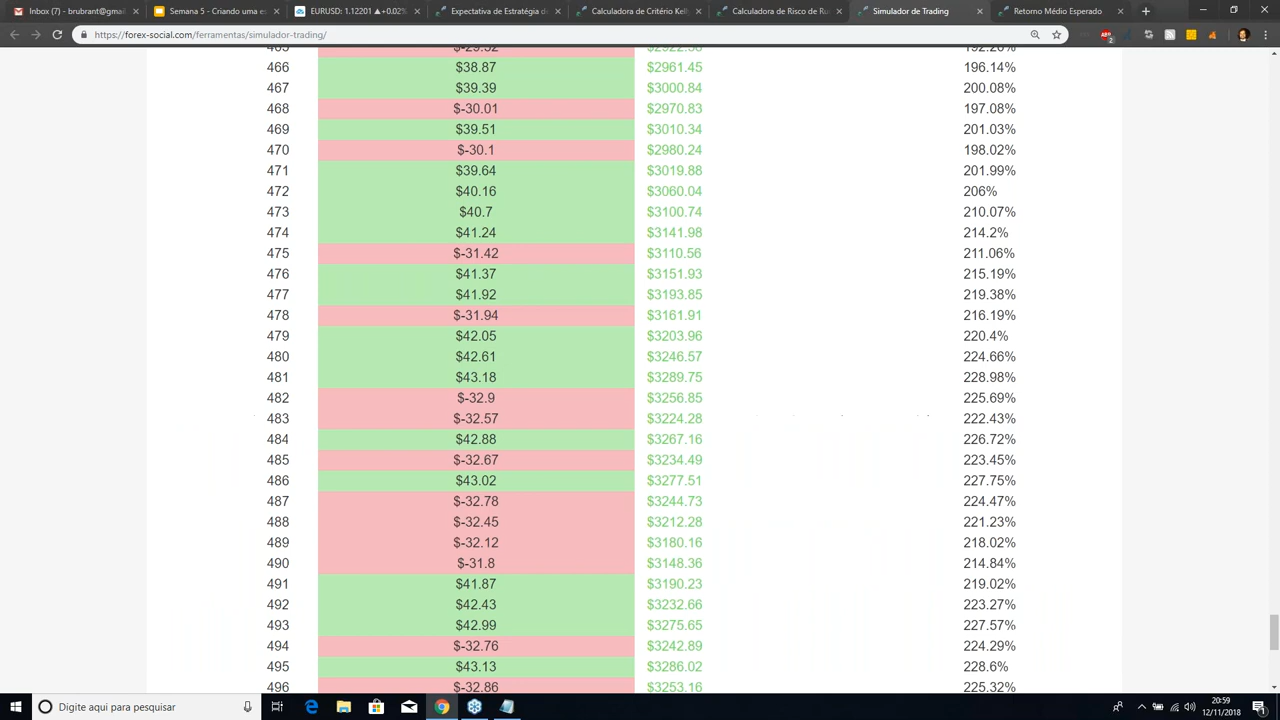 Inbox (7) - brubrant@gmail
Semana 5 - Criando uma es
EURUSD: 1.12201 ▲+0.02%
Expectativa de Estratégia d
Calculadora de Critério Kell
Calculadora de Risco de Ru
Simulador de Trading
Retorno Médio Esperado
https://forex-social.com/ferramentas/simulador-trading/
465 $-29.52 $2922.58 192.26%
466 $38.87 $2961.45 196.14%
467 $39.39 $3000.84 200.08%
468 $-30.01 $2970.83 197.08%
469 $39.51 $3010.34 201.03%
470 $-30.1 $2980.24 198.02%
471 $39.64 $3019.88 201.99%
472 $40.16 $3060.04 206%
473 $40.7 $3100.74 210.07%
474 $41.24 $3141.98 214.2%
475 $-31.42 $3110.56 211.06%
476 $41.37 $3151.93 215.19%
477 $41.92 $3193.85 219.38%
478 $-31.94 $3161.91 216.19%
479 $42.05 $3203.96 220.4%
480 $42.61 $3246.57 224.66%
481 $43.18 $3289.75 228.98%
482 $-32.9 $3256.85 225.69%
483 $-32.57 $3224.28 222.43%
484 $42.88 $3267.16 226.72%
485 $-32.67 $3234.49 223.45%
486 $43.02 $3277.51 227.75%
487 $-32.78 $3244.73 224.47%
488 $-32.45 $3212.28 221.23%
489 $-32.12 $3180.16 218.02%
490 $-31.8 $3148.36 214.84%
491 $41.87 $3190.23 219.02%
492 $42.43 $3232.66 223.27%
493 $42.99 $3275.65 227.57%
494 $-32.76 $3242.89 224.29%
495 $43.13 $3286.02 228.6%
496 $-32.86 $3253.16 225.32%
Digite aqui para pesquisar
20:59
12/11/2018